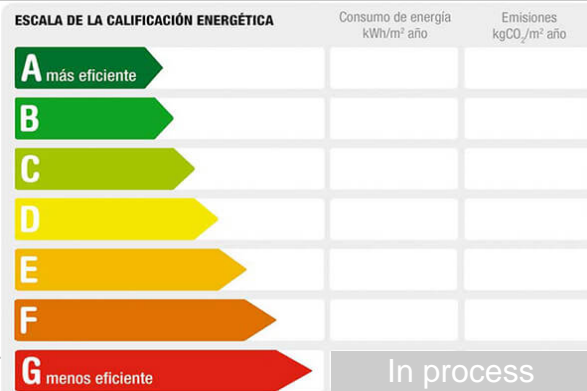 ESCALA DE LA CALIFICACIÓN ENERGÉTICA
Consumo de energía
kWh/m² año
Emisiones
kgCO₂/m² año
A más eficiente
B
C
D
E
F
G menos eficiente
In process